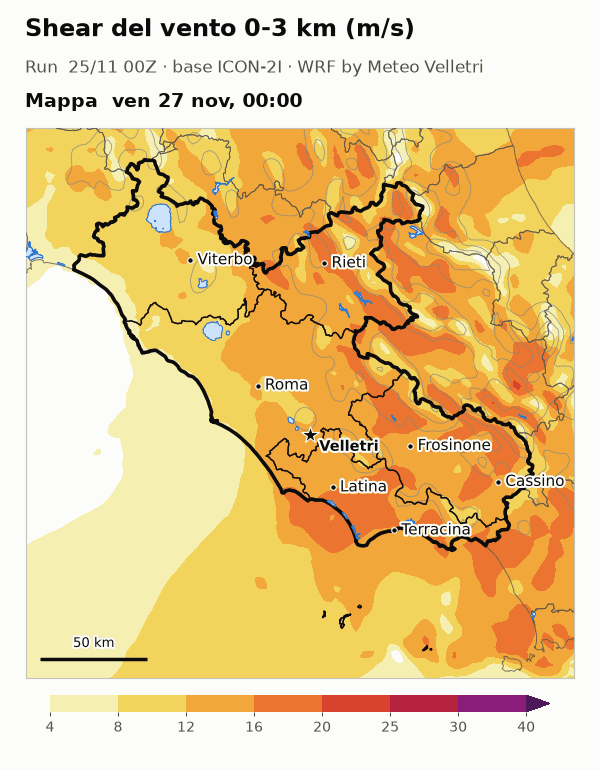 Shear del vento 0-3 km (m/s)
Run  25/11 00Z · base ICON-2I · WRF by Meteo Velletri
Mappa  ven 27 nov, 00:00
Viterbo
Rieti
Roma
Velletri
Frosinone
Cassino
Latina
Terracina
50 km
4 8 12 16 20 25 30 40